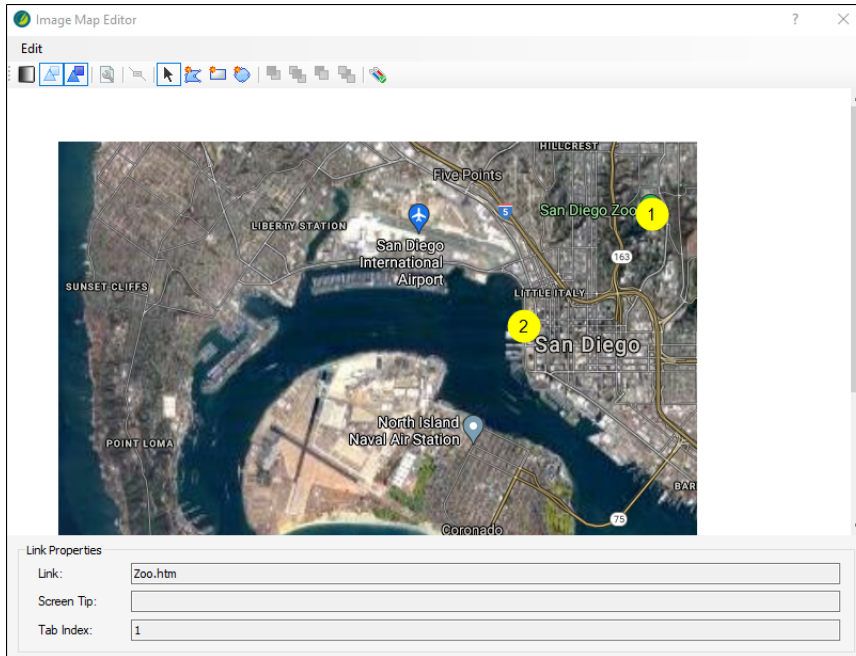 Image Map Editor
Edit
HILLCREST
Five Points
5
San Diego Zoo
1
LIBERTY STATION
San Diego
International
Airport
163
SUNSET CLIFFS
LITTLE ITALY
2
San Diego
North Island
Naval Air Station
POINT LOMA
BAR
75
Coronado
Link Properties
Link:
Zoo.htm
Screen Tip:
Tab Index:
1